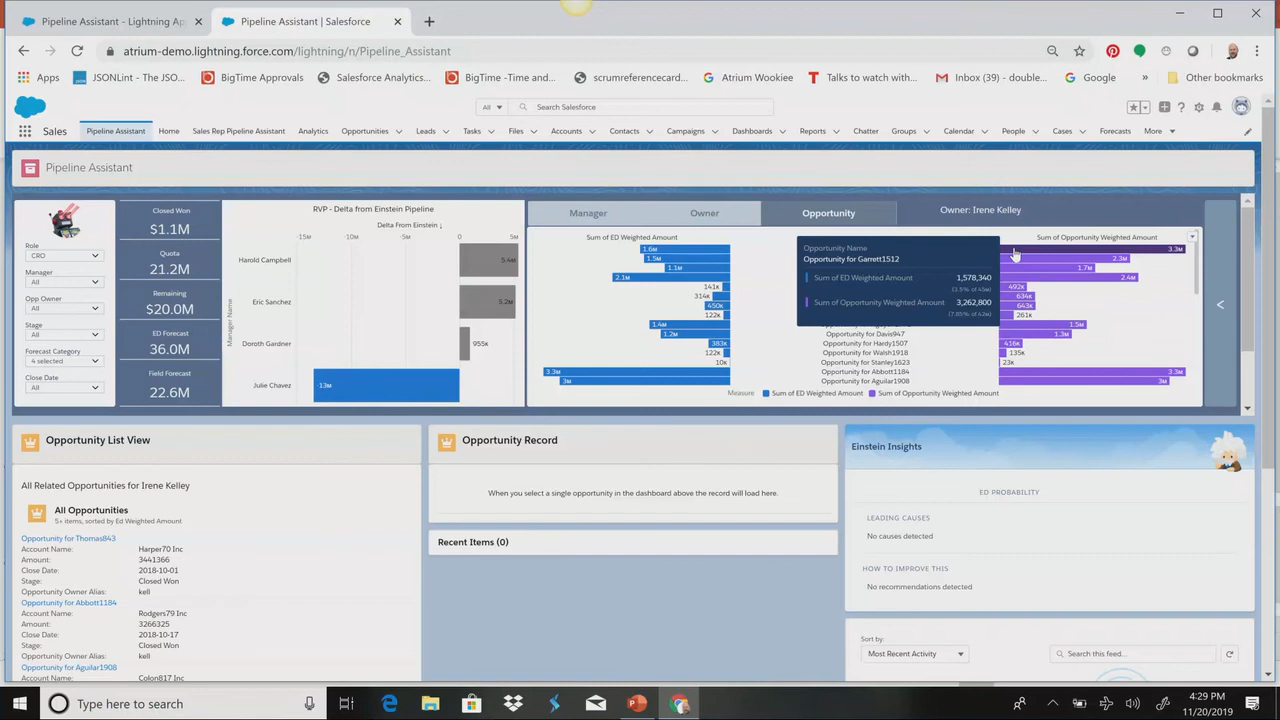 Pipeline Assistant - Lightning Ap
Pipeline Assistant | Salesforce
atrium-demo.lightning.force.com/lightning/n/Pipeline_Assistant
Apps
JSONLint - The JSO...
BigTime Approvals
Salesforce Analytics...
BigTime -Time and...
scrumreferencecard...
Atrium Wookiee
Talks to watch with...
Inbox (39) - double...
Google
»
Other bookmarks
All
Search Salesforce
Sales
Pipeline Assistant
Home
Sales Rep Pipeline Assistant
Analytics
Opportunities
Leads
Tasks
Files
Accounts
Contacts
Campaigns
Dashboards
Reports
Chatter
Groups
Calendar
People
Cases
Forecasts
More
Pipeline Assistant
Role
CRO
Manager
All
Opp Owner
All
Stage
All
Forecast Category
4 selected
Close Date
All
Closed Won
$1.1M
Quota
21.2M
Remaining
$20.0M
ED Forecast
36.0M
Field Forecast
22.6M
RVP - Delta from Einstein Pipeline
Delta From Einstein ↓
-15M
-10M
-5M
0
5M
Manager Name
Harold Campbell
5.4M
Eric Sanchez
5.2M
Doroth Gardner
955K
Julie Chavez
-13M
Manager
Owner
Opportunity
Owner: Irene Kelley
Sum of ED Weighted Amount
Sum of Opportunity Weighted Amount
1.6M
1.5M
1.1M
2.1M
141K
314K
450K
122K
1.4M
1.2M
383K
122K
10K
3.3M
3M
Opportunity Name
Opportunity for Garrett1512
Sum of ED Weighted Amount 1,578,340
(3.5% of 45M)
Sum of Opportunity Weighted Amount 3,262,800
(7.85% of 42M)
Opportunity for Davis947
Opportunity for Hardy1507
Opportunity for Walsh1918
Opportunity for Stanley1623
Opportunity for Abbott1184
Opportunity for Aguilar1908
3.3M
2.3M
1.7M
2.4M
492K
634K
643K
261K
1.5M
1.3M
416K
135K
23K
3.3M
3M
Measure
Sum of ED Weighted Amount
Sum of Opportunity Weighted Amount
Opportunity List View
All Related Opportunities for Irene Kelley
All Opportunities
5+ items, sorted by Ed Weighted Amount
Opportunity for Thomas843
Account Name: Harper70 Inc
Amount: 3441366
Close Date: 2018-10-01
Stage: Closed Won
Opportunity Owner Alias: kell
Opportunity for Abbott1184
Account Name: Rodgers79 Inc
Amount: 3266325
Close Date: 2018-10-17
Stage: Closed Won
Opportunity Owner Alias: kell
Opportunity for Aguilar1908
Account Name: Colon817 Inc
Opportunity Record
When you select a single opportunity in the dashboard above the record will load here.
Recent Items (0)
Einstein Insights
ED PROBABILITY
LEADING CAUSES
No causes detected
HOW TO IMPROVE THIS
No recommendations detected
Sort by:
Most Recent Activity
Search this feed...
Type here to search
4:29 PM
11/20/2019